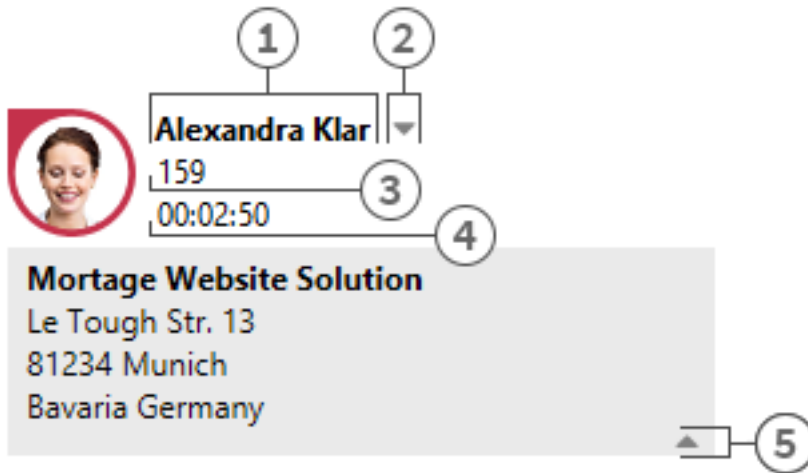 1 2
Alexandra Klar
159
3
00:02:50
4
Mortage Website Solution
Le Tough Str. 13
81234 Munich
Bavaria Germany
5